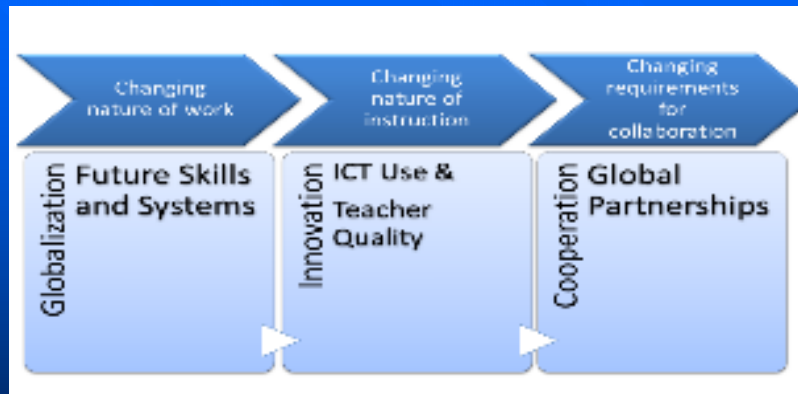 Changing
nature of work
Changing
nature of
instruction
Changing
requirements
for
collaboration
Globalization
Future Skills
and Systems
Innovation
ICT Use &
Teacher
Quality
Cooperation
Global
Partnerships